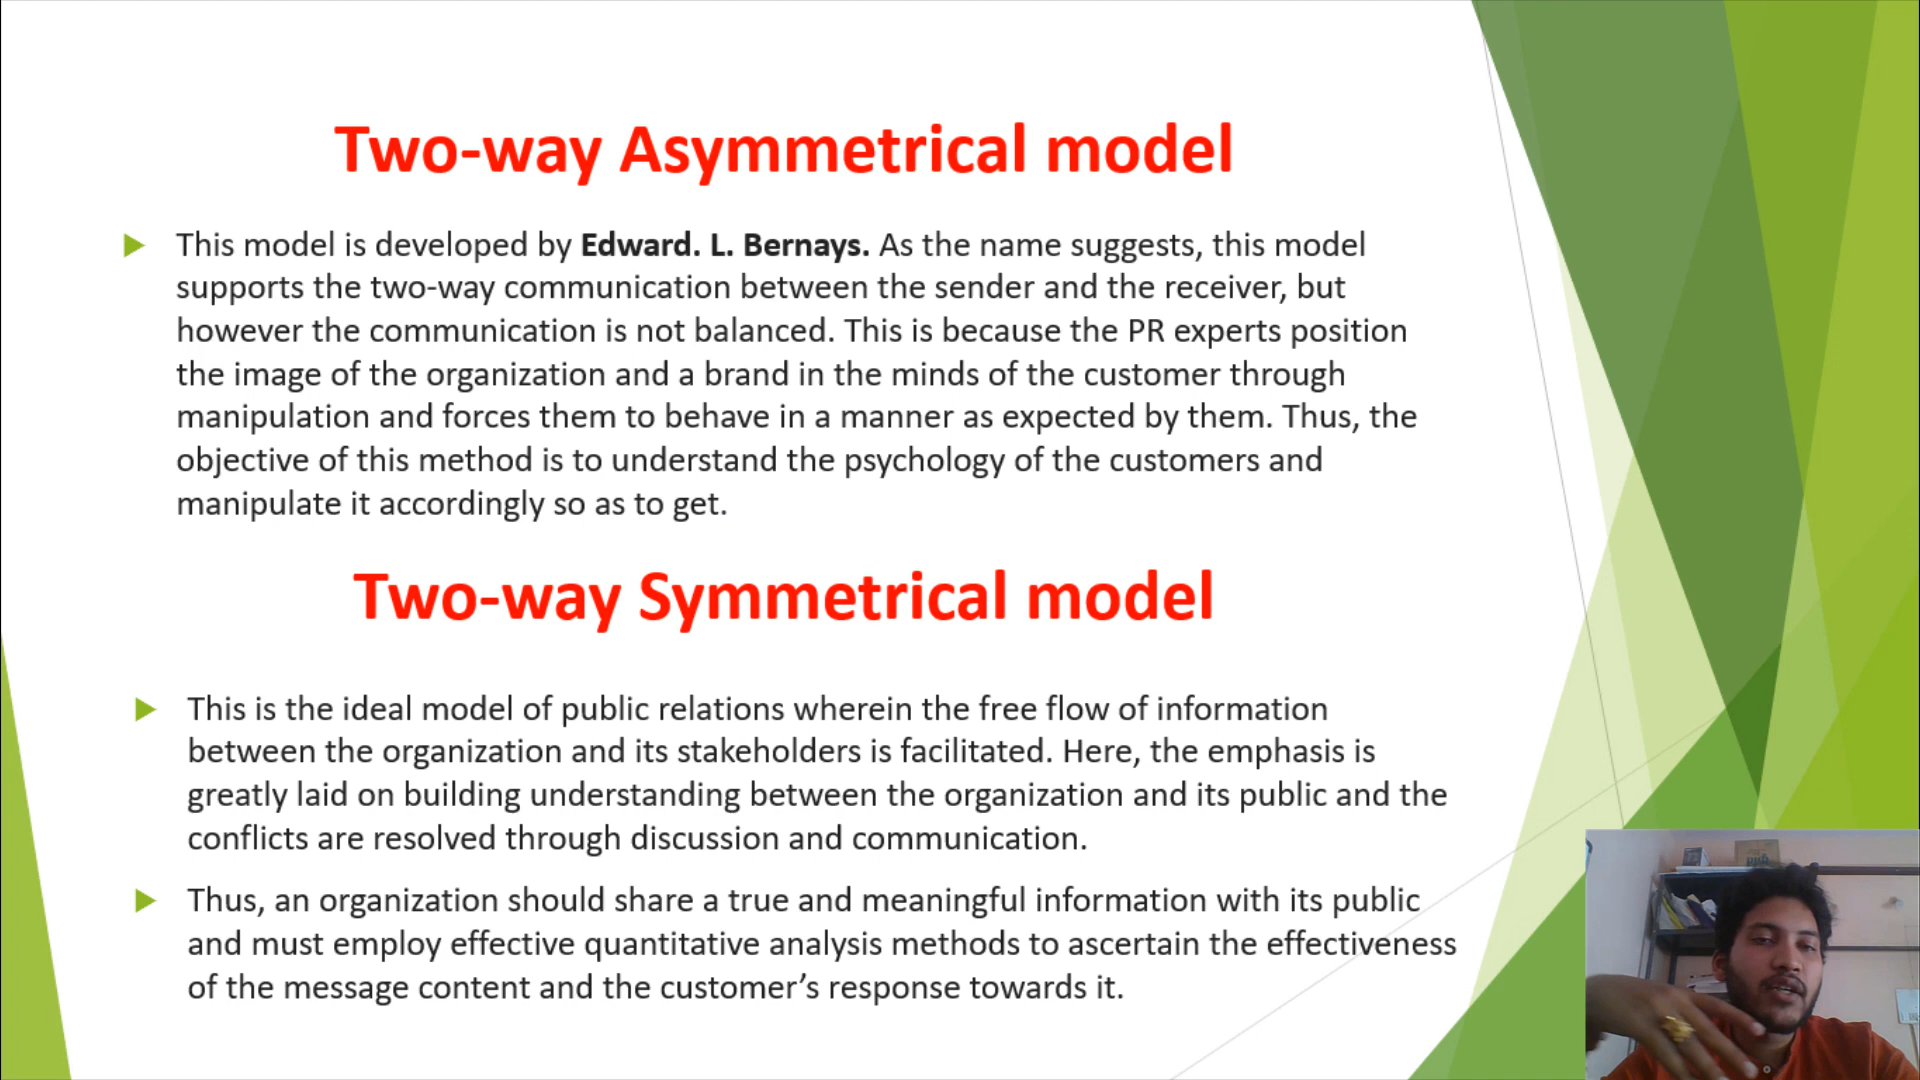 Two-way Asymmetrical model
This model is developed by Edward. L. Bernays. As the name suggests, this model
supports the two-way communication between the sender and the receiver, but
however the communication is not balanced. This is because the PR experts position
the image of the organization and a brand in the minds of the customer through
manipulation and forces them to behave in a manner as expected by them. Thus, the
objective of this method is to understand the psychology of the customers and
manipulate it accordingly so as to get.
Two-way Symmetrical model
This is the ideal model of public relations wherein the free flow of information
between the organization and its stakeholders is facilitated. Here, the emphasis is
greatly laid on building understanding between the organization and its public and the
conflicts are resolved through discussion and communication.
Thus, an organization should share a true and meaningful information with its public
and must employ effective quantitative analysis methods to ascertain the effectiveness
of the message content and the customer’s response towards it.